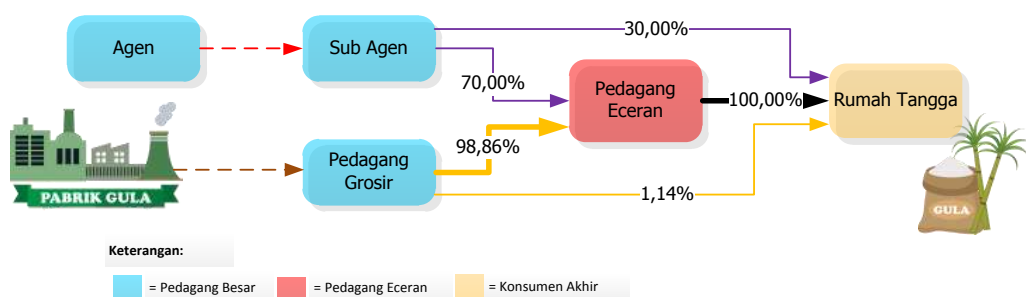 Agen
Sub Agen
30,00%
70,00%
Pedagang
Eceran
100,00%
Rumah Tangga
98,86%
Pedagang
Grosir
1,14%
PABRIK GULA
GULA
Keterangan:
= Pedagang Besar
= Pedagang Eceran
= Konsumen Akhir